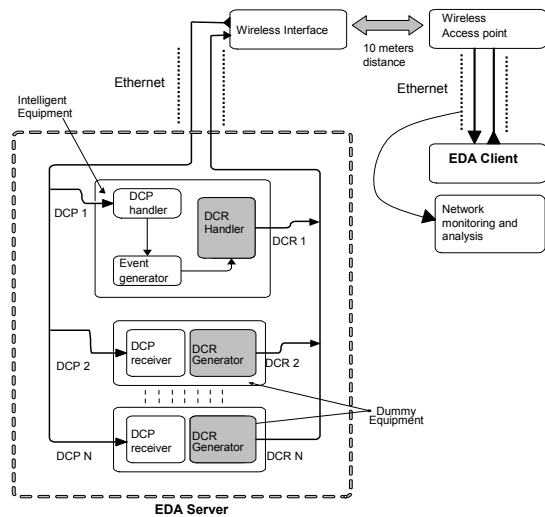 Wireless Interface
10 meters
distance
Wireless
Access point
Ethernet
Ethernet
Intelligent
Equipment
EDA Client
Network
monitoring and
analysis
DCP 1
DCP
handler
DCR
Handler
DCR 1
Event
generator
DCP 2
DCP
receiver
DCR
Generator
DCR 2
Dummy
Equipment
DCP N
DCP
receiver
DCR
Generator
DCR N
EDA Server